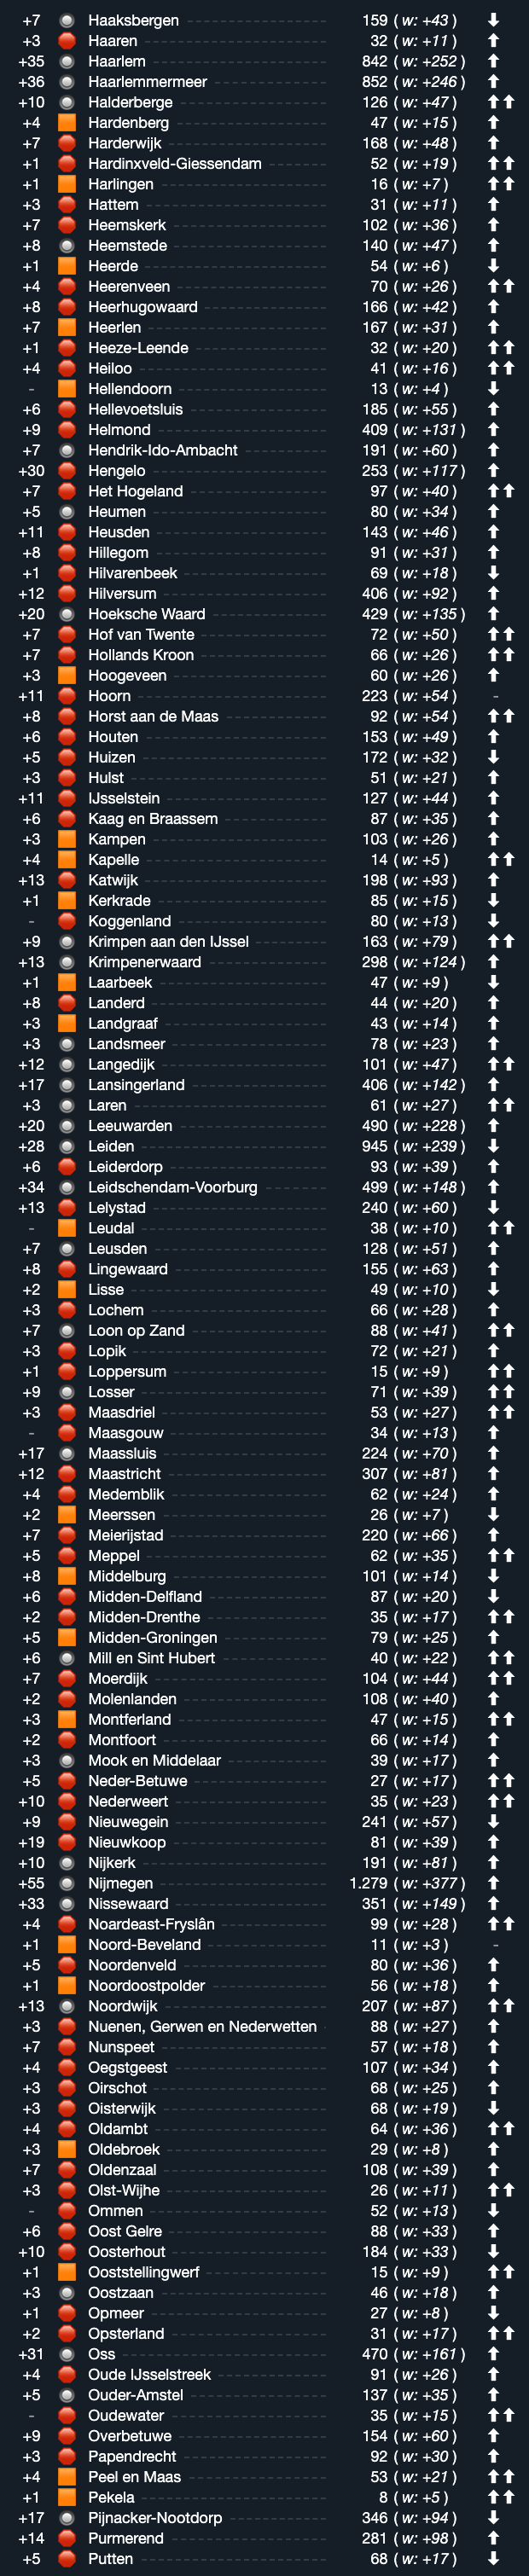 +7 Haaksbergen 159 (w: +43) ⬇
+3 Haaren 32 (w: +11) ⬆
+35 Haarlem 842 (w: +252) ⬆
+36 Haarlemmermeer 852 (w: +246) ⬆
+10 Halderberge 126 (w: +47) ⬆⬆
+4 Hardenberg 47 (w: +15) ⬆
+7 Harderwijk 168 (w: +48) ⬆
+1 Hardinxveld-Giessendam 52 (w: +19) ⬆⬆
+1 Harlingen 16 (w: +7) ⬆⬆
+3 Hattem 31 (w: +11) ⬆
+7 Heemskerk 102 (w: +36) ⬆
+8 Heemstede 140 (w: +47) ⬆
+1 Heerde 54 (w: +6) ⬇
+4 Heerenveen 70 (w: +26) ⬆⬆
+8 Heerhugowaard 166 (w: +42) ⬆
+7 Heerlen 167 (w: +31) ⬆
+1 Heeze-Leende 32 (w: +20) ⬆⬆
+4 Heiloo 41 (w: +16) ⬆⬆
- Hellendoorn 13 (w: +4) ⬇
+6 Hellevoetsluis 185 (w: +55) ⬆
+9 Helmond 409 (w: +131) ⬆
+7 Hendrik-Ido-Ambacht 191 (w: +60) ⬆
+30 Hengelo 253 (w: +117) ⬆
+7 Het Hogeland 97 (w: +40) ⬆⬆
+5 Heumen 80 (w: +34) ⬆
+11 Heusden 143 (w: +46) ⬆
+8 Hillegom 91 (w: +31) ⬆
+1 Hilvarenbeek 69 (w: +18) ⬇
+12 Hilversum 406 (w: +92) ⬆
+20 Hoeksche Waard 429 (w: +135) ⬆
+7 Hof van Twente 72 (w: +50) ⬆⬆
+7 Hollands Kroon 66 (w: +26) ⬆⬆
+3 Hoogeveen 60 (w: +26) ⬆
+11 Hoorn 223 (w: +54) -
+8 Horst aan de Maas 92 (w: +54) ⬆⬆
+6 Houten 153 (w: +49) ⬆
+5 Huizen 172 (w: +32) ⬇
+3 Hulst 51 (w: +21) ⬆
+11 IJsselstein 127 (w: +44) ⬆
+6 Kaag en Braassem 87 (w: +35) ⬆
+3 Kampen 103 (w: +26) ⬆
+4 Kapelle 14 (w: +5) ⬆⬆
+13 Katwijk 198 (w: +93) ⬆
+1 Kerkrade 85 (w: +15) ⬇
- Koggenland 80 (w: +13) ⬇
+9 Krimpen aan den IJssel 163 (w: +79) ⬆⬆
+13 Krimpenerwaard 298 (w: +124) ⬆
+1 Laarbeek 47 (w: +9) ⬇
+8 Landerd 44 (w: +20) ⬆
+3 Landgraaf 43 (w: +14) ⬆
+3 Landsmeer 78 (w: +23) ⬆
+12 Langedijk 101 (w: +47) ⬆⬆
+17 Lansingerland 406 (w: +142) ⬆
+3 Laren 61 (w: +27) ⬆⬆
+20 Leeuwarden 490 (w: +228) ⬆
+28 Leiden 945 (w: +239) ⬇
+6 Leiderdorp 93 (w: +39) ⬆
+34 Leidschendam-Voorburg 499 (w: +148) ⬆
+13 Lelystad 240 (w: +60) ⬇
- Leudal 38 (w: +10) ⬆⬆
+7 Leusden 128 (w: +51) ⬆
+8 Lingewaard 155 (w: +63) ⬆
+2 Lisse 49 (w: +10) ⬇
+3 Lochem 66 (w: +28) ⬆
+7 Loon op Zand 88 (w: +41) ⬆⬆
+3 Lopik 72 (w: +21) ⬆
+1 Loppersum 15 (w: +9) ⬆⬆
+9 Losser 71 (w: +39) ⬆⬆
+3 Maasdriel 53 (w: +27) ⬆⬆
- Maasgouw 34 (w: +13) ⬆
+17 Maassluis 224 (w: +70) ⬆
+12 Maastricht 307 (w: +81) ⬆
+4 Medemblik 62 (w: +24) ⬆
+2 Meerssen 26 (w: +7) ⬇
+7 Meierijstad 220 (w: +66) ⬆
+5 Meppel 62 (w: +35) ⬆⬆
+8 Middelburg 101 (w: +14) ⬇
+6 Midden-Delfland 87 (w: +20) ⬇
+2 Midden-Drenthe 35 (w: +17) ⬆⬆
+5 Midden-Groningen 79 (w: +25) ⬆
+6 Mill en Sint Hubert 40 (w: +22) ⬆⬆
+7 Moerdijk 104 (w: +44) ⬆⬆
+2 Molenlanden 108 (w: +40) ⬆
+3 Montferland 47 (w: +15) ⬆⬆
+2 Montfoort 66 (w: +14) ⬆
+3 Mook en Middelaar 39 (w: +17) ⬆
+5 Neder-Betuwe 27 (w: +17) ⬆⬆
+10 Nederweert 35 (w: +23) ⬆⬆
+9 Nieuwegein 241 (w: +57) ⬇
+19 Nieuwkoop 81 (w: +39) ⬆
+10 Nijkerk 191 (w: +81) ⬆
+55 Nijmegen 1.279 (w: +377) ⬆
+33 Nissewaard 351 (w: +149) ⬆
+4 Noardeast-Fryslân 99 (w: +28) ⬆⬆
+1 Noord-Beveland 11 (w: +3) -
+5 Noordenveld 80 (w: +36) ⬆
+1 Noordoostpolder 56 (w: +18) ⬆
+13 Noordwijk 207 (w: +87) ⬆⬆
+3 Nuenen, Gerwen en Nederwetten 88 (w: +27) ⬆
+7 Nunspeet 57 (w: +18) ⬆
+4 Oegstgeest 107 (w: +34) ⬆
+3 Oirschot 68 (w: +25) ⬆
+3 Oisterwijk 68 (w: +19) ⬇
+4 Oldambt 64 (w: +36) ⬆⬆
+3 Oldebroek 29 (w: +8) ⬆
+7 Oldenzaal 108 (w: +39) ⬆
+3 Olst-Wijhe 26 (w: +11) ⬆⬆
- Ommen 52 (w: +13) ⬇
+6 Oost Gelre 88 (w: +33) ⬆
+10 Oosterhout 184 (w: +33) ⬇
+1 Ooststellingwerf 15 (w: +9) ⬆⬆
+3 Oostzaan 46 (w: +18) ⬆
+1 Opmeer 27 (w: +8) ⬇
+2 Opsterland 31 (w: +17) ⬆⬆
+31 Oss 470 (w: +161) ⬆
+4 Oude IJsselstreek 91 (w: +26) ⬆
+5 Ouder-Amstel 137 (w: +35) ⬆
- Oudewater 35 (w: +15) ⬆⬆
+9 Overbetuwe 154 (w: +60) ⬆
+3 Papendrecht 92 (w: +30) ⬆
+4 Peel en Maas 53 (w: +21) ⬆⬆
+1 Pekela 8 (w: +5) ⬆⬆
+17 Pijnacker-Nootdorp 346 (w: +94) ⬇
+14 Purmerend 281 (w: +98) ⬆
+5 Putten 68 (w: +17) ⬇